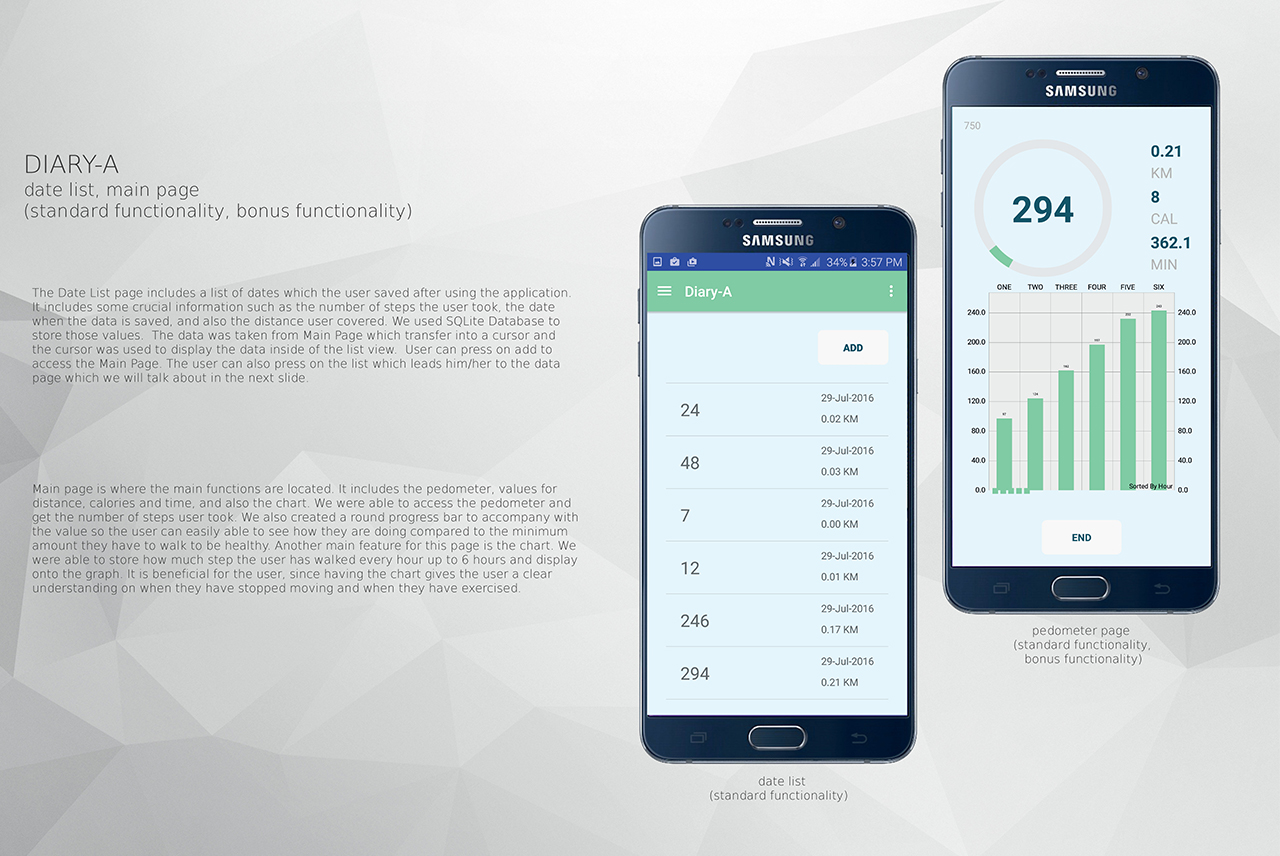 DIARY-A
date list, main page
(standard functionality, bonus functionality)
The Date List page includes a list of dates which the user saved after using the application.
It includes some crucial information such as the number of steps the user took, the date
when the data is saved, and also the distance user covered. We used SQLite Database to
store those values.  The data was taken from Main Page which transfer into a cursor and
the cursor was used to display the data inside of the list view.  User can press on add to
access the Main Page. The user can also press on the list which leads him/her to the data
page which we will talk about in the next slide.
Main page is where the main functions are located. It includes the pedometer, values for
distance, calories and time, and also the chart. We were able to access the pedometer and
get the number of steps user took. We also created a round progress bar to accompany with
the value so the user can easily able to see how they are doing compared to the minimum
amount they have to walk to be healthy. Another main feature for this page is the chart. We
were able to store how much step the user has walked every hour up to 6 hours and display
onto the graph. It is beneficial for the user, since having the chart gives the user a clear
understanding on when they have stopped moving and when they have exercised.
SAMSUNG
34% 3:57 PM
Diary-A
ADD
24
29-Jul-2016
0.02 KM
48
29-Jul-2016
0.03 KM
7
29-Jul-2016
0.00 KM
12
29-Jul-2016
0.01 KM
246
29-Jul-2016
0.17 KM
294
29-Jul-2016
0.21 KM
date list
(standard functionality)
SAMSUNG
750
294
0.21
KM
8
CAL
362.1
MIN
ONE TWO THREE FOUR FIVE SIX
240.0 240.0
200.0 200.0
160.0 160.0
120.0 120.0
80.0 80.0
40.0 40.0
0.0 Sorted By Hour 0.0
END
pedometer page
(standard functionality,
bonus functionality)